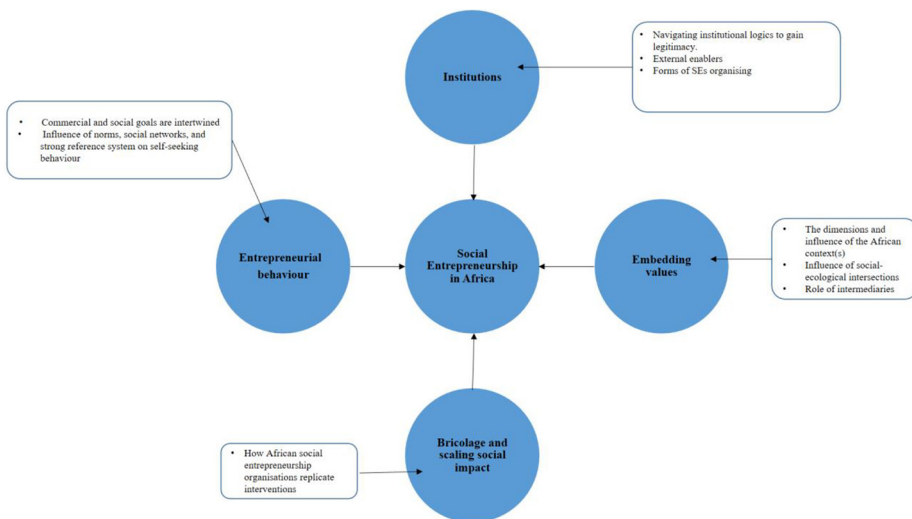 • Navigating institutional logics to gain
legitimacy.
• External enablers
• Forms of SEs organising
Institutions
• Commercial and social goals are intertwined
• Influence of norms, social networks, and
strong reference system on self-seeking
behaviour
Entrepreneurial
behaviour
Social
Entrepreneurship
in Africa
Embedding
values
• The dimensions and
influence of the African
context(s)
• Influence of social-
ecological intersections
• Role of intermediaries
Bricolage and
scaling social
impact
• How African social
entrepreneurship
organisations replicate
interventions